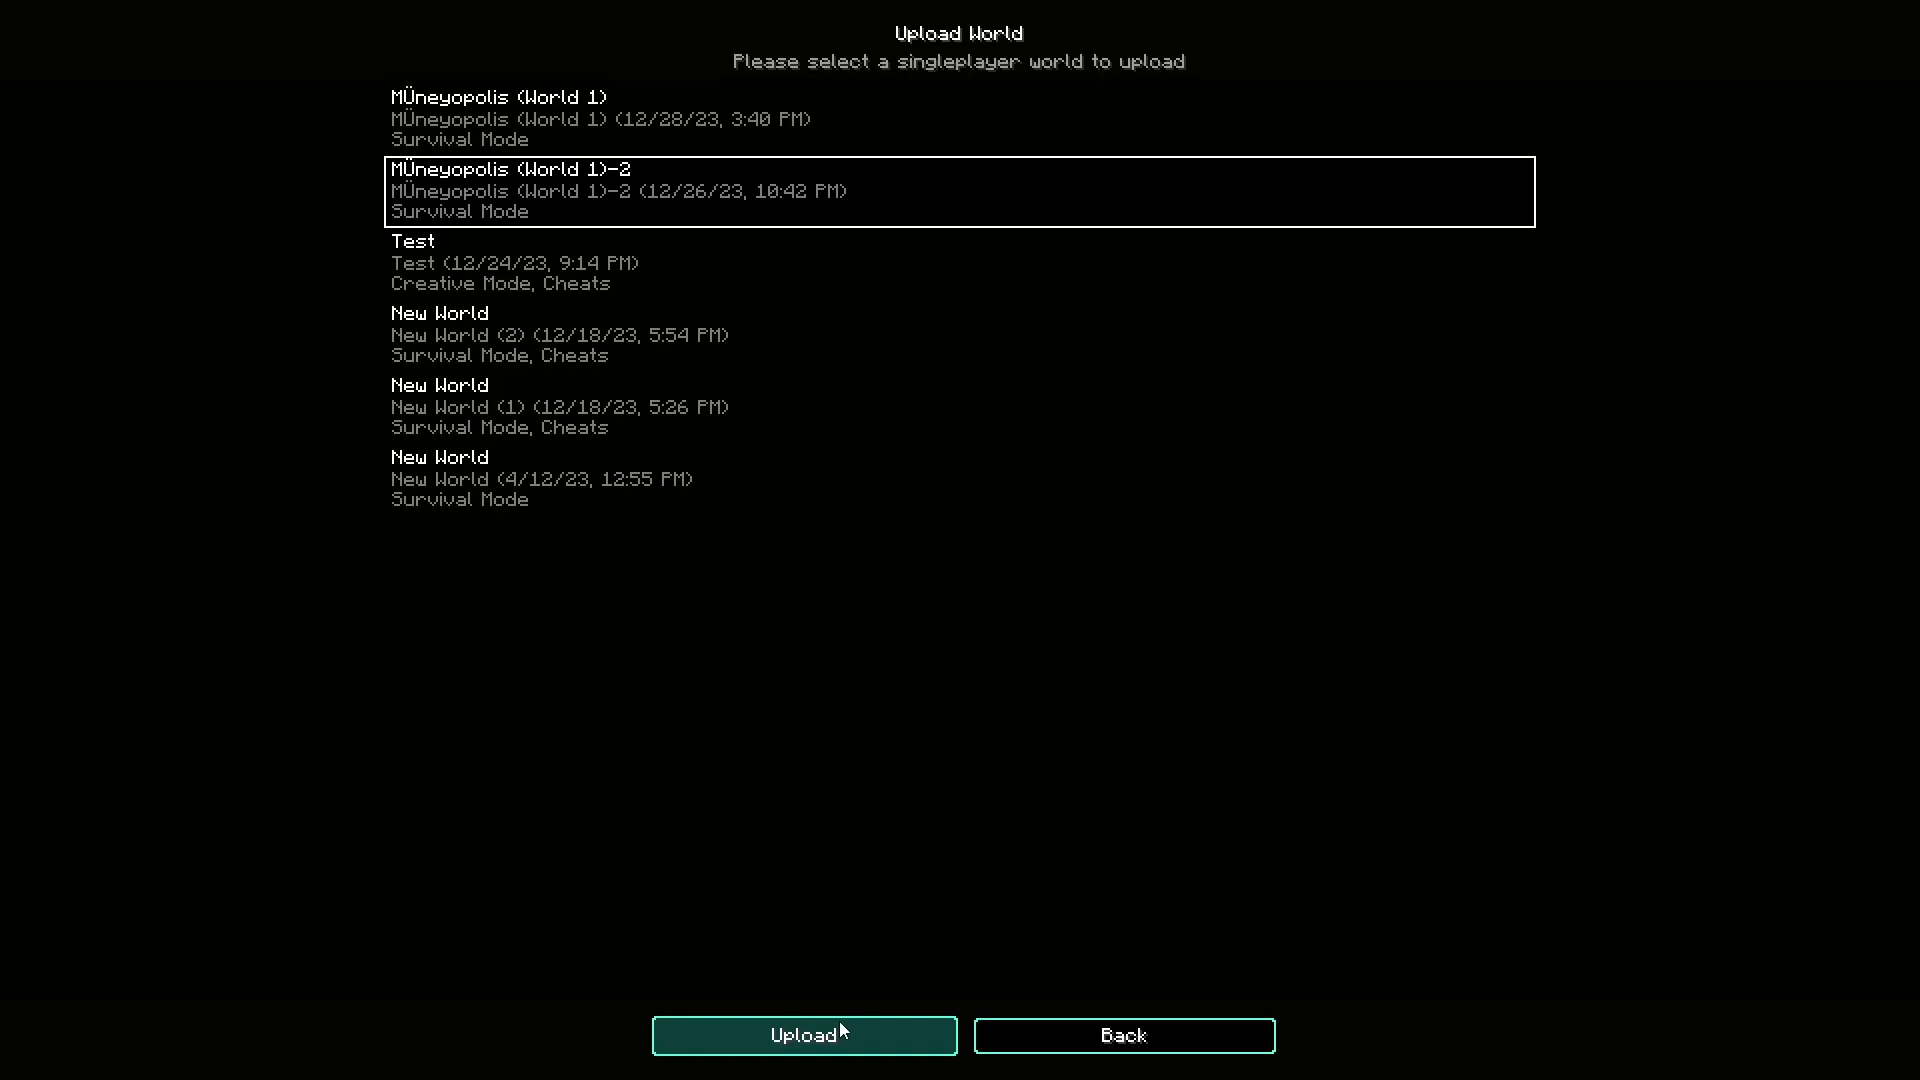 Upload World
Please select a singleplayer world to upload
MÜneyopolis (World 1)
MÜneyopolis (World 1) (12/28/23, 3:40 PM)
Survival Mode
MÜneyopolis (World 1)-2
MÜneyopolis (World 1)-2 (12/26/23, 10:42 PM)
Survival Mode
Test
Test (12/24/23, 9:14 PM)
Creative Mode, Cheats
New World
New World (2) (12/18/23, 5:54 PM)
Survival Mode, Cheats
New World
New World (1) (12/18/23, 5:26 PM)
Survival Mode, Cheats
New World
New World (4/12/23, 12:55 PM)
Survival Mode
Upload
Back